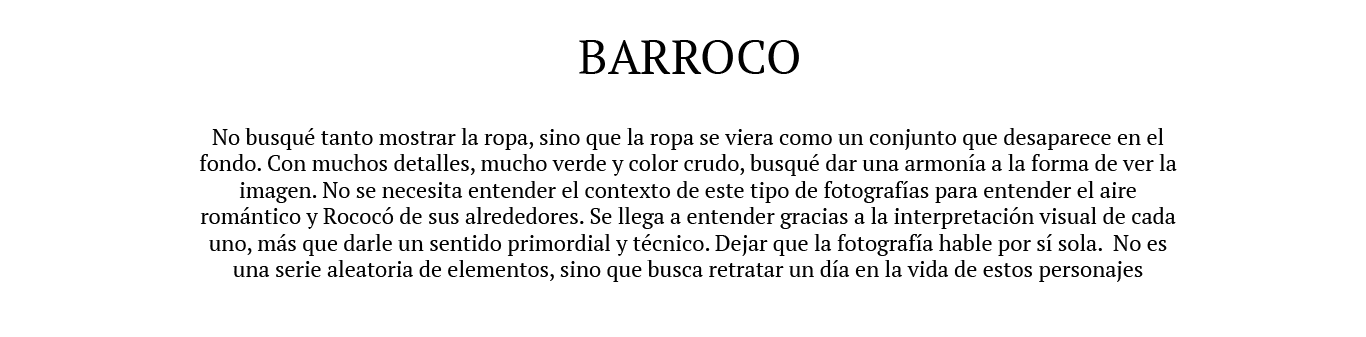 BARROCO
No busqué tanto mostrar la ropa, sino que la ropa se viera como un conjunto que desaparece en el
fondo. Con muchos detalles, mucho verde y color crudo, busqué dar una armonía a la forma de ver la
imagen. No se necesita entender el contexto de este tipo de fotografías para entender el aire
romántico y Rococó de sus alrededores. Se llega a entender gracias a la interpretación visual de cada
uno, más que darle un sentido primordial y técnico. Dejar que la fotografía hable por sí sola.  No es
una serie aleatoria de elementos, sino que busca retratar un día en la vida de estos personajes